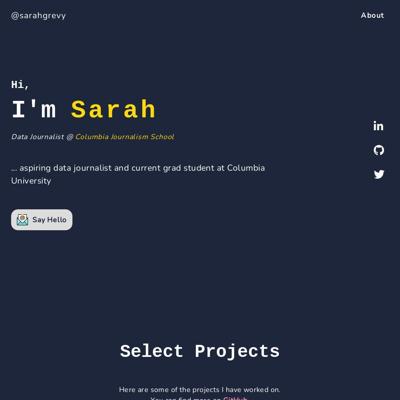 @sarahgrevy
About
Hi,
I'm Sarah
Data Journalist @ Columbia Journalism School
... aspiring data journalist and current grad student at Columbia
University
Say Hello
Select Projects
Here are some of the projects I have worked on.
You can find more on GitHub